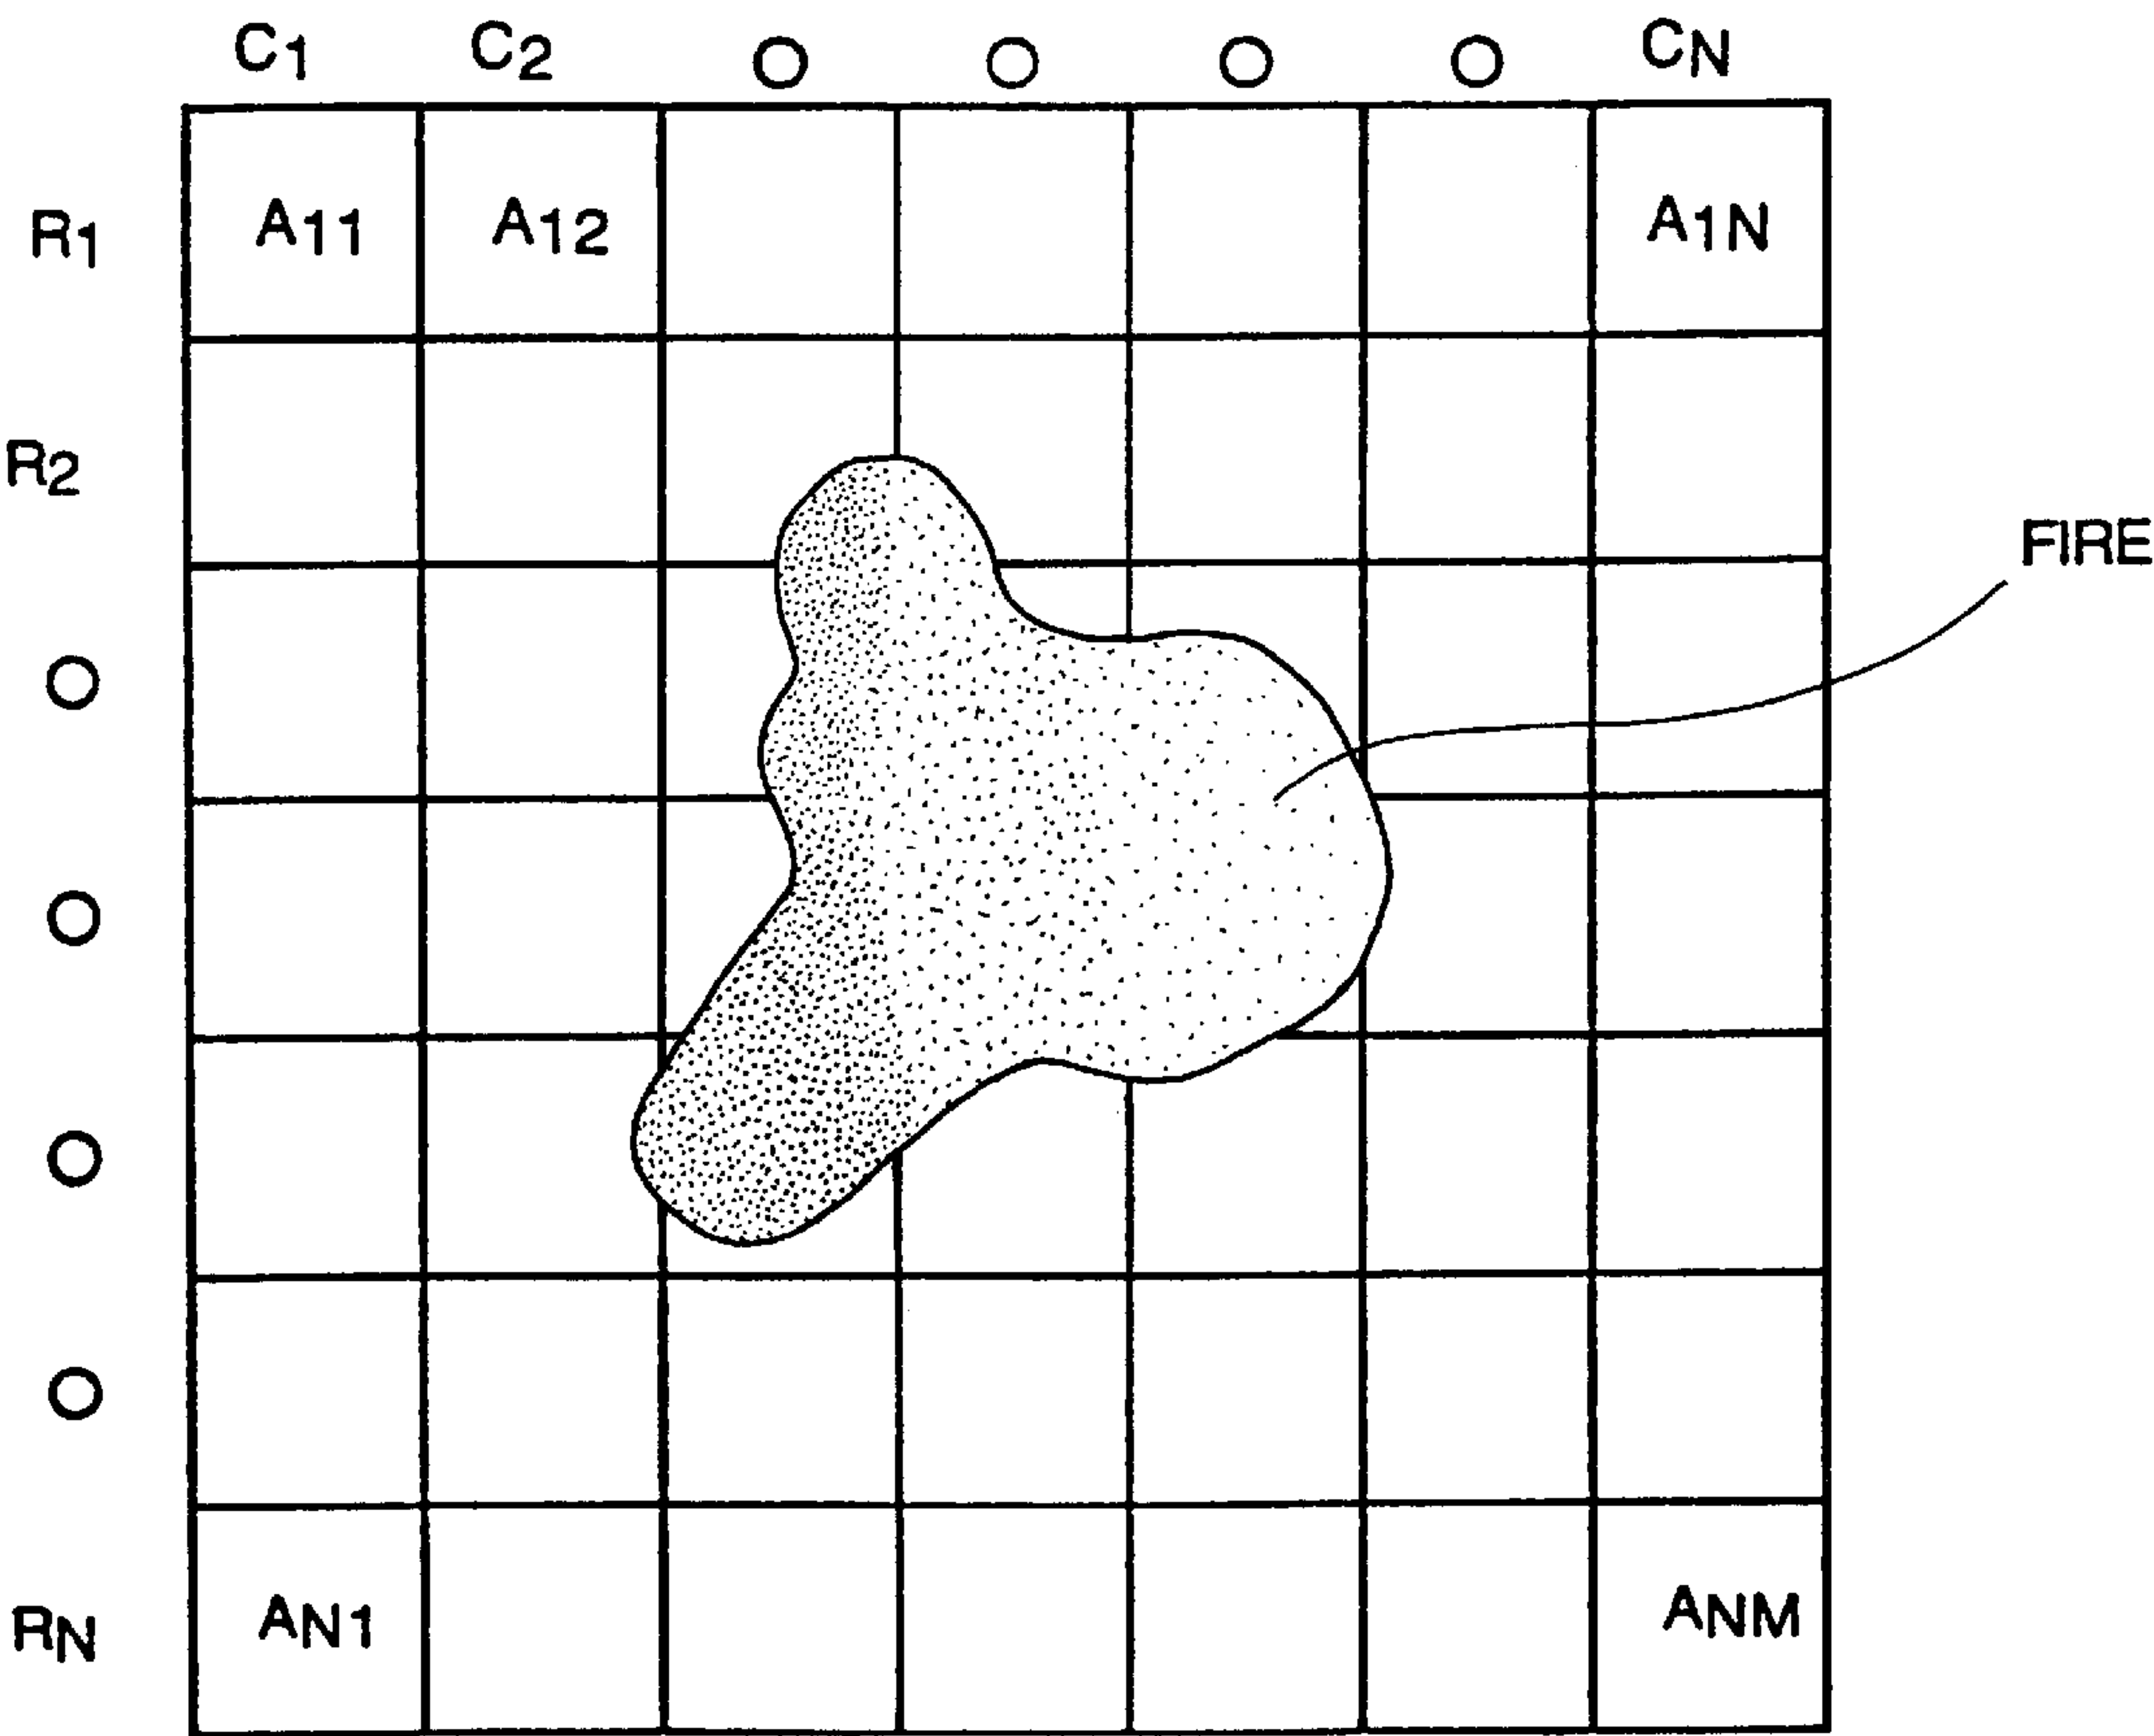 C1 C2 O O O O CN
R1 A11 A12 A1N
R2
FIRE
O
O
O
O
RN AN1 ANM